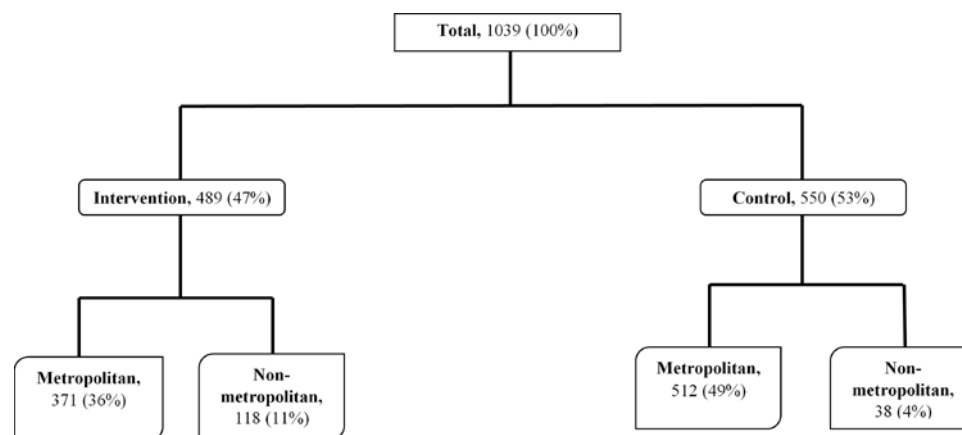 Total, 1039 (100%)
Intervention, 489 (47%)
Control, 550 (53%)
Metropolitan,
371 (36%)
Non-
metropolitan,
118 (11%)
Metropolitan,
512 (49%)
Non-
metropolitan,
38 (4%)